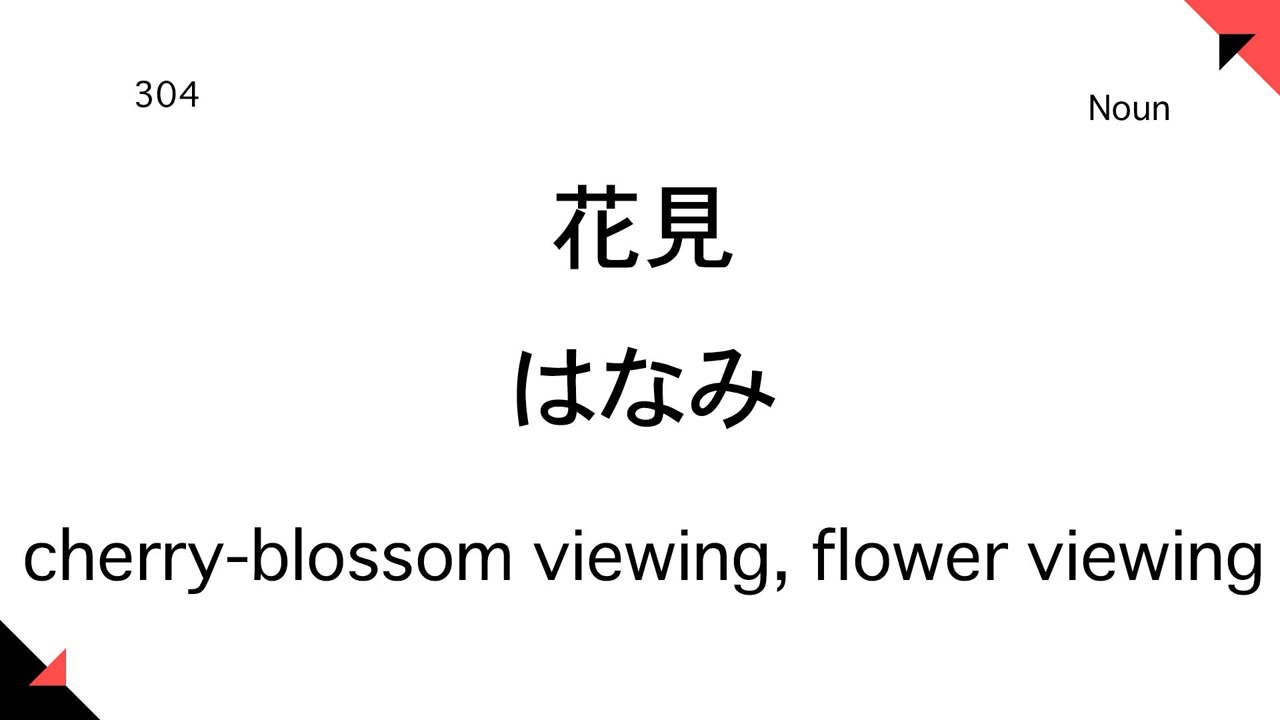 304
Noun
花見
はなみ
cherry-blossom viewing, flower viewing